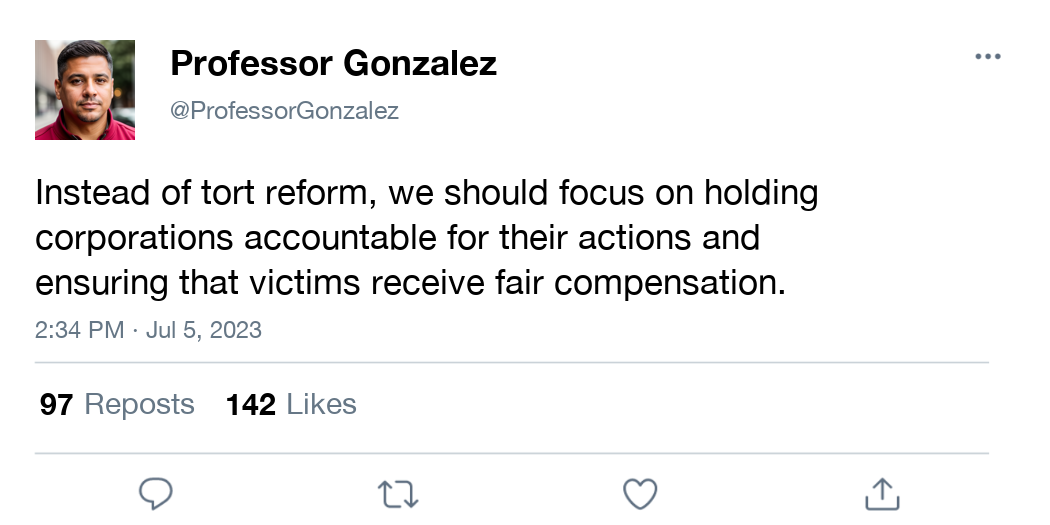 Professor Gonzalez
@ProfessorGonzalez
Instead of tort reform, we should focus on holding
corporations accountable for their actions and
ensuring that victims receive fair compensation.
2:34 PM · Jul 5, 2023
97 Reposts 142 Likes